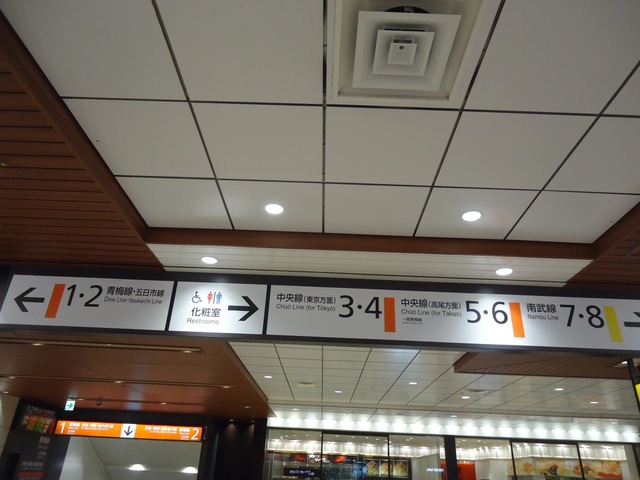 1・2 青梅線・五日市線
Ōme Line-Itsukaichi Line
化粧室
Restrooms
中央線(東京方面)
Chūō Line (for Tōkyō)
3・4
中央線(高尾方面)
Chūō Line (for Takao)
5・6
南武線
Nambu Line
7・8
1
2